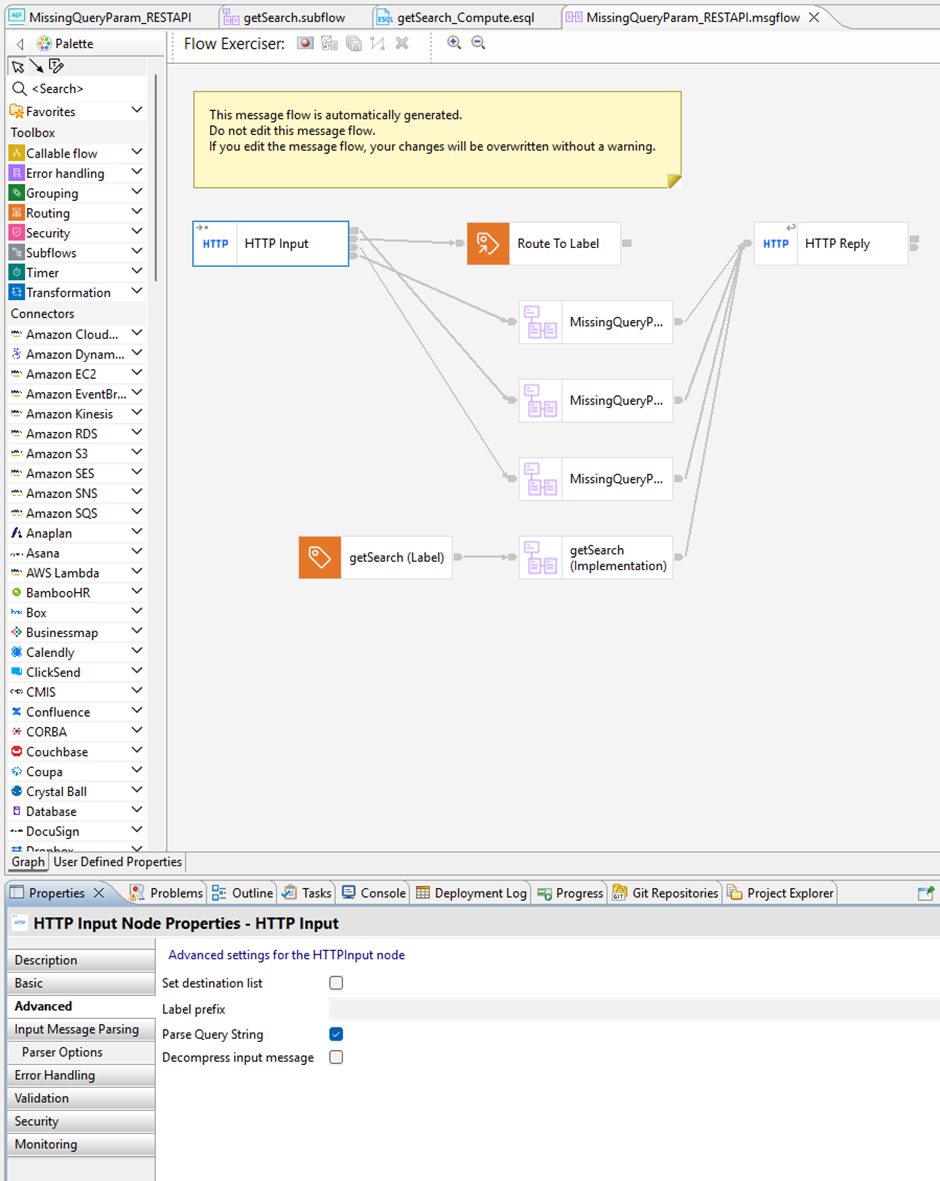 MissingQueryParam_RESTAPI
getSearch.subflow
getSearch_Compute.esql
MissingQueryParam_RESTAPI.msgflow
Palette
Flow Exerciser:
<Search>
Favorites
Toolbox
Callable flow
Error handling
Grouping
Routing
Security
Subflows
Timer
Transformation
Connectors
Amazon Cloud...
Amazon Dynam...
Amazon EC2
Amazon EventBr...
Amazon Kinesis
Amazon RDS
Amazon S3
Amazon SES
Amazon SNS
Amazon SQS
Anaplan
Asana
AWS Lambda
BambooHR
Box
Businessmap
Calendly
ClickSend
CMIS
Confluence
CORBA
Couchbase
Coupa
Crystal Ball
Database
DocuSign
Dropbox
This message flow is automatically generated.
Do not edit this message flow.
If you edit the message flow, your changes will be overwritten without a warning.
HTTP HTTP Input
Route To Label
HTTP HTTP Reply
MissingQueryP...
MissingQueryP...
MissingQueryP...
getSearch (Label)
getSearch
(Implementation)
Graph User Defined Properties
Properties Problems Outline Tasks Console Deployment Log Progress Git Repositories Project Explorer
HTTP Input Node Properties - HTTP Input
Description
Basic
Advanced
Input Message Parsing
Parser Options
Error Handling
Validation
Security
Monitoring
Advanced settings for the HTTPInput node
Set destination list
Label prefix
Parse Query String
Decompress input message